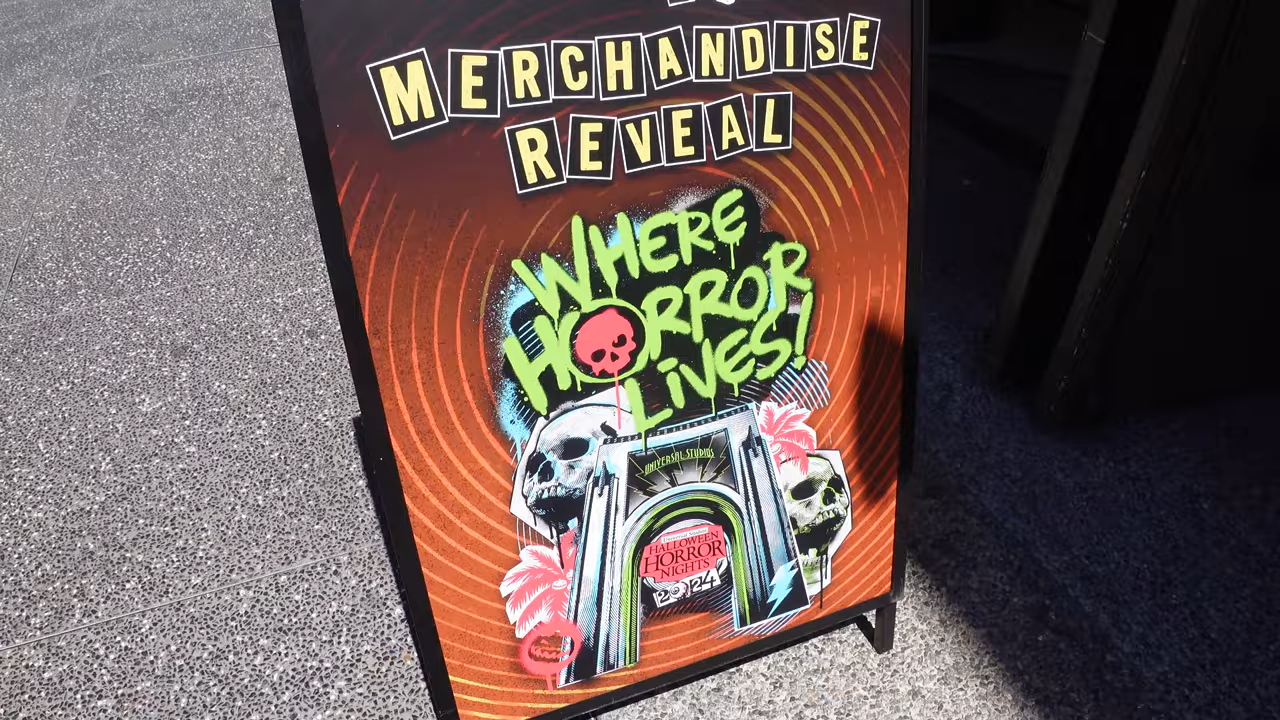 MERCHANDISE
REVEAL
WHERE
HORROR
LIVES!
UNIVERSAL STUDIOS
HALLOWEEN
HORROR
NIGHTS
2024